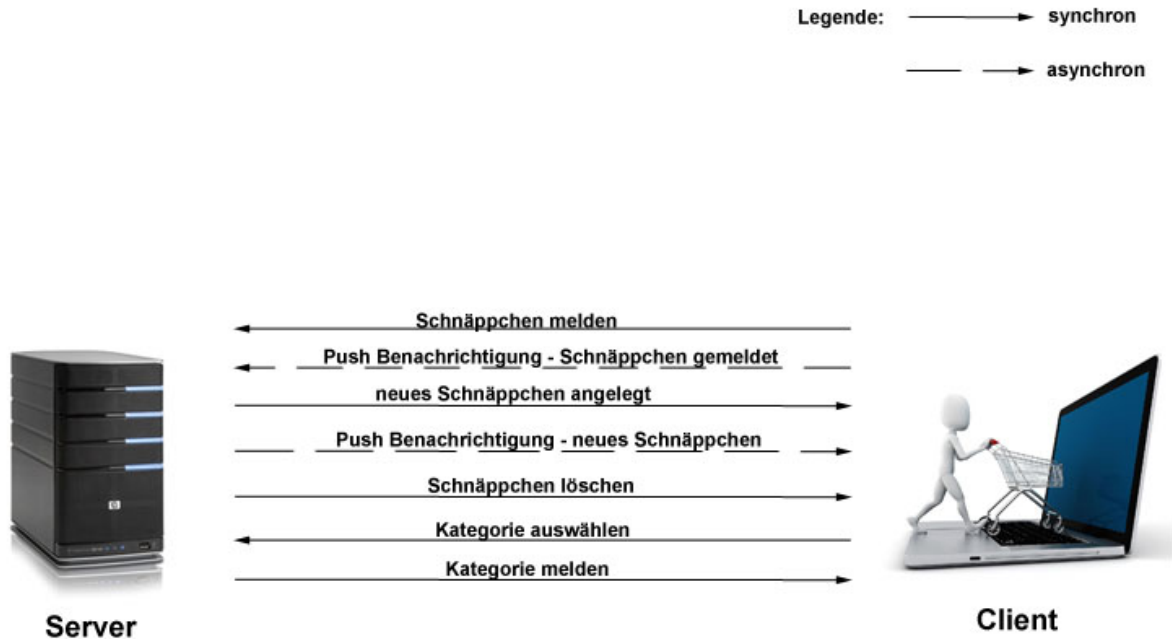 Legende: synchron
asynchron
Schnäppchen melden
Push Benachrichtigung - Schnäppchen gemeldet
neues Schnäppchen angelegt
Push Benachrichtigung - neues Schnäppchen
Schnäppchen löschen
Kategorie auswählen
Kategorie melden
hp
Server
Client